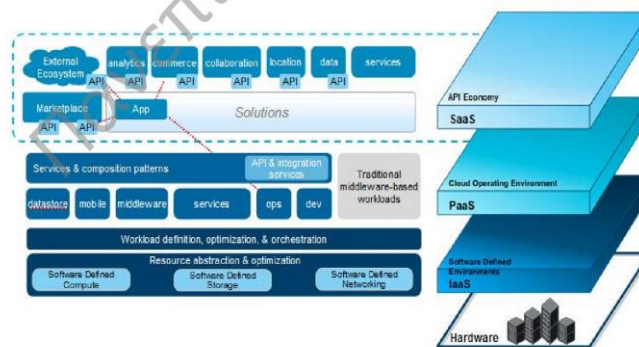 External
Ecosystem
analytics
commerce
collaboration
location
data
services
API
API
API
API
API
API
Marketplace
App
Solutions
API
API
Services & composition patterns
API & integration
services
Traditional
middleware-based
workloads
datastore
mobile
middleware
services
ops
dev
Workload definition, optimization, & orchestration
Resource abstraction & optimization
Software Defined
Compute
Software Defined
Storage
Software Defined
Networking
API Economy
SaaS
Cloud Operating Environment
PaaS
Software Defined
Environments
IaaS
Hardware